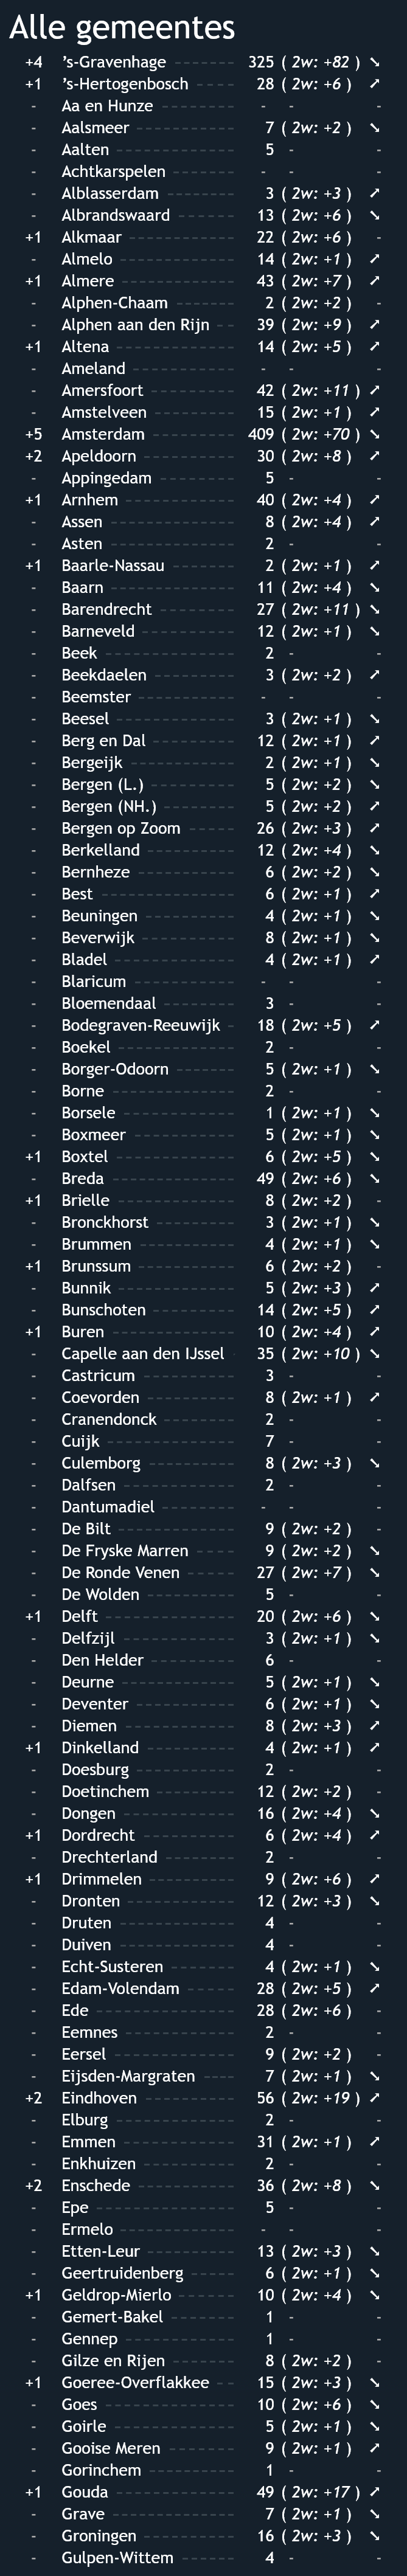 Alle gemeentes
+4 's-Gravenhage 325 ( 2w: +82 ) ➘
+1 's-Hertogenbosch 28 ( 2w: +6 ) ➚
- Aa en Hunze - - -
- Aalsmeer 7 ( 2w: +2 ) ➘
- Aalten 5 - -
- Achtkarspelen - - -
- Alblasserdam 3 ( 2w: +3 ) ➚
- Albrandswaard 13 ( 2w: +6 ) ➘
+1 Alkmaar 22 ( 2w: +6 ) -
- Almelo 14 ( 2w: +1 ) ➚
+1 Almere 43 ( 2w: +7 ) ➚
- Alphen-Chaam 2 ( 2w: +2 ) -
- Alphen aan den Rijn 39 ( 2w: +9 ) ➚
+1 Altena 14 ( 2w: +5 ) ➚
- Ameland - - -
- Amersfoort 42 ( 2w: +11 ) ➚
- Amstelveen 15 ( 2w: +1 ) ➚
+5 Amsterdam 409 ( 2w: +70 ) ➘
+2 Apeldoorn 30 ( 2w: +8 ) ➚
- Appingedam 5 - -
+1 Arnhem 40 ( 2w: +4 ) ➚
- Assen 8 ( 2w: +4 ) ➚
- Asten 2 - -
+1 Baarle-Nassau 2 ( 2w: +1 ) ➚
- Baarn 11 ( 2w: +4 ) ➘
- Barendrecht 27 ( 2w: +11 ) ➘
- Barneveld 12 ( 2w: +1 ) ➘
- Beek 2 - -
- Beekdaelen 3 ( 2w: +2 ) ➚
- Beemster - - -
- Beesel 3 ( 2w: +1 ) ➘
- Berg en Dal 12 ( 2w: +1 ) ➚
- Bergeijk 2 ( 2w: +1 ) ➘
- Bergen (L.) 5 ( 2w: +2 ) ➘
- Bergen (NH.) 5 ( 2w: +2 ) ➚
- Bergen op Zoom 26 ( 2w: +3 ) ➚
- Berkelland 12 ( 2w: +4 ) ➘
- Bernheze 6 ( 2w: +2 ) ➘
- Best 6 ( 2w: +1 ) ➚
- Beuningen 4 ( 2w: +1 ) ➘
- Beverwijk 8 ( 2w: +1 ) ➘
- Bladel 4 ( 2w: +1 ) ➚
- Blaricum - - -
- Bloemendaal 3 - -
- Bodegraven-Reeuwijk 18 ( 2w: +5 ) ➚
- Boekel 2 - -
- Borger-Odoorn 5 ( 2w: +1 ) ➘
- Borne 2 - -
- Borsele 1 ( 2w: +1 ) ➘
- Boxmeer 5 ( 2w: +1 ) ➘
+1 Boxtel 6 ( 2w: +5 ) ➘
- Breda 49 ( 2w: +6 ) ➘
+1 Brielle 8 ( 2w: +2 ) -
- Bronckhorst 3 ( 2w: +1 ) ➘
- Brummen 4 ( 2w: +1 ) ➘
+1 Brunssum 6 ( 2w: +2 ) -
- Bunnik 5 ( 2w: +3 ) ➚
- Bunschoten 14 ( 2w: +5 ) ➚
+1 Buren 10 ( 2w: +4 ) ➚
- Capelle aan den IJssel 35 ( 2w: +10 ) ➘
- Castricum 3 - -
- Coevorden 8 ( 2w: +1 ) ➚
- Cranendonck 2 - -
- Cuijk 7 - -
- Culemborg 8 ( 2w: +3 ) ➘
- Dalfsen 2 - -
- Dantumadiel - - -
- De Bilt 9 ( 2w: +2 ) -
- De Fryske Marren 9 ( 2w: +2 ) ➘
- De Ronde Venen 27 ( 2w: +7 ) ➘
- De Wolden 5 - -
+1 Delft 20 ( 2w: +6 ) ➘
- Delfzijl 3 ( 2w: +1 ) ➘
- Den Helder 6 - -
- Deurne 5 ( 2w: +1 ) ➘
- Deventer 6 ( 2w: +1 ) ➘
- Diemen 8 ( 2w: +3 ) ➚
+1 Dinkelland 4 ( 2w: +1 ) ➚
- Doesburg 2 - -
- Doetinchem 12 ( 2w: +2 ) -
- Dongen 16 ( 2w: +4 ) ➘
+1 Dordrecht 6 ( 2w: +4 ) ➚
- Drechterland 2 - -
+1 Drimmelen 9 ( 2w: +6 ) ➚
- Dronten 12 ( 2w: +3 ) ➘
- Druten 4 - -
- Duiven 4 - -
- Echt-Susteren 4 ( 2w: +1 ) ➘
- Edam-Volendam 28 ( 2w: +5 ) ➚
- Ede 28 ( 2w: +6 ) -
- Eemnes 2 - -
- Eersel 9 ( 2w: +2 ) -
- Eijsden-Margraten 7 ( 2w: +1 ) ➘
+2 Eindhoven 56 ( 2w: +19 ) ➚
- Elburg 2 - -
- Emmen 31 ( 2w: +1 ) ➚
- Enkhuizen 2 - -
+2 Enschede 36 ( 2w: +8 ) ➘
- Epe 5 - -
- Ermelo - - -
- Etten-Leur 13 ( 2w: +3 ) ➘
- Geertruidenberg 6 ( 2w: +1 ) ➘
+1 Geldrop-Mierlo 10 ( 2w: +4 ) ➘
- Gemert-Bakel 1 - -
- Gennep 1 - -
- Gilze en Rijen 8 ( 2w: +2 ) -
+1 Goeree-Overflakkee 15 ( 2w: +3 ) ➘
- Goes 10 ( 2w: +6 ) ➘
- Goirle 5 ( 2w: +1 ) ➘
- Gooise Meren 9 ( 2w: +1 ) ➚
- Gorinchem 1 - -
+1 Gouda 49 ( 2w: +17 ) ➚
- Grave 7 ( 2w: +1 ) ➘
- Groningen 16 ( 2w: +3 ) ➘
- Gulpen-Wittem 4 - -